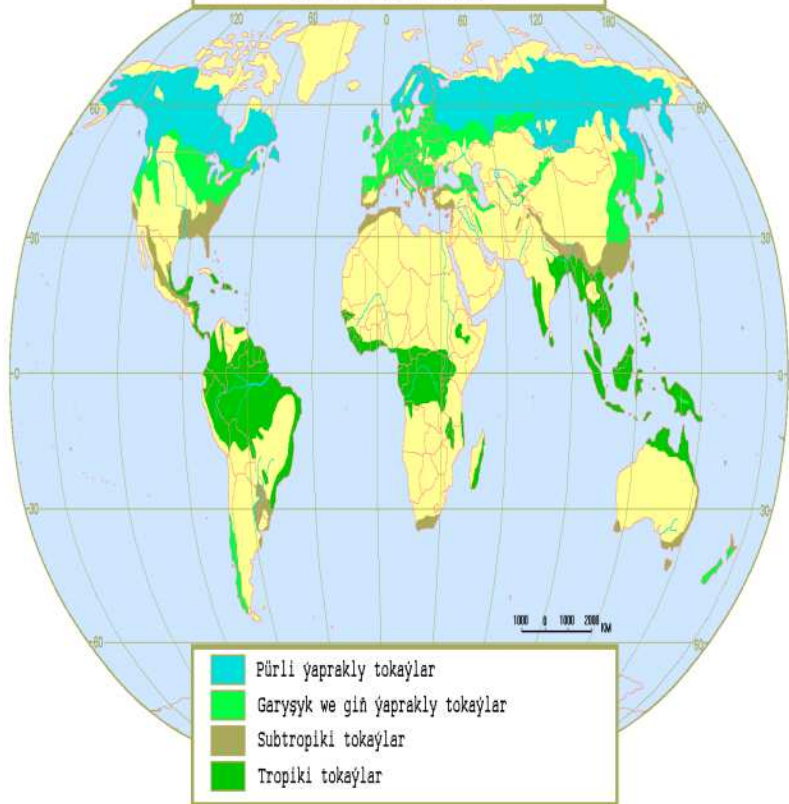 120 60 0 60 120 180
60 60
30 30
0 0
30 30
1000 0 1000 2000 KM
60 60
Pürli ýaprakly tokaýlar
Garyşyk we giň ýaprakly tokaýlar
Subtropiki tokaýlar
Tropiki tokaýlar